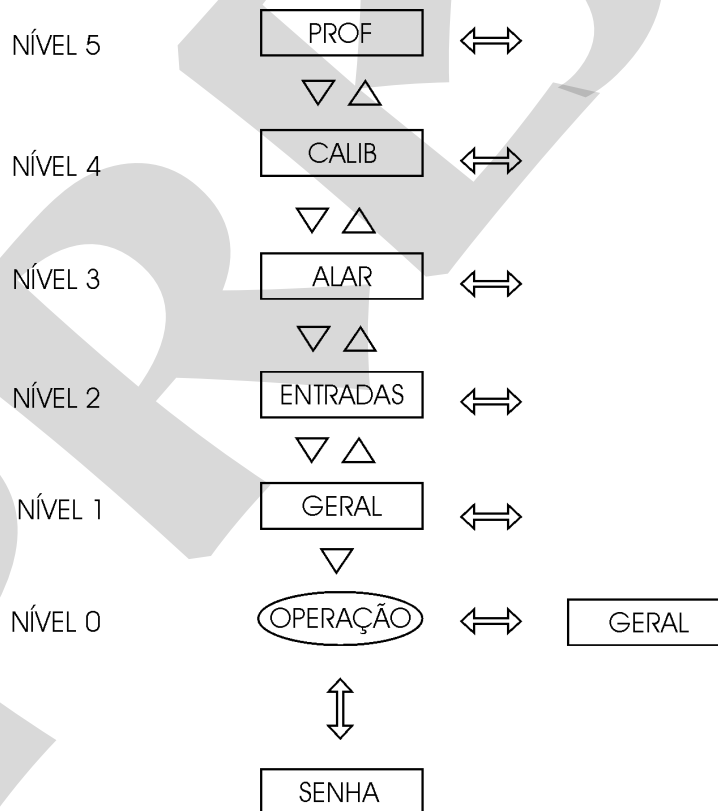 NÍVEL 5 PROF
NÍVEL 4 CALIB
NÍVEL 3 ALAR
NÍVEL 2 ENTRADAS
NÍVEL 1 GERAL
NÍVEL 0 OPERAÇÃO GERAL
SENHA